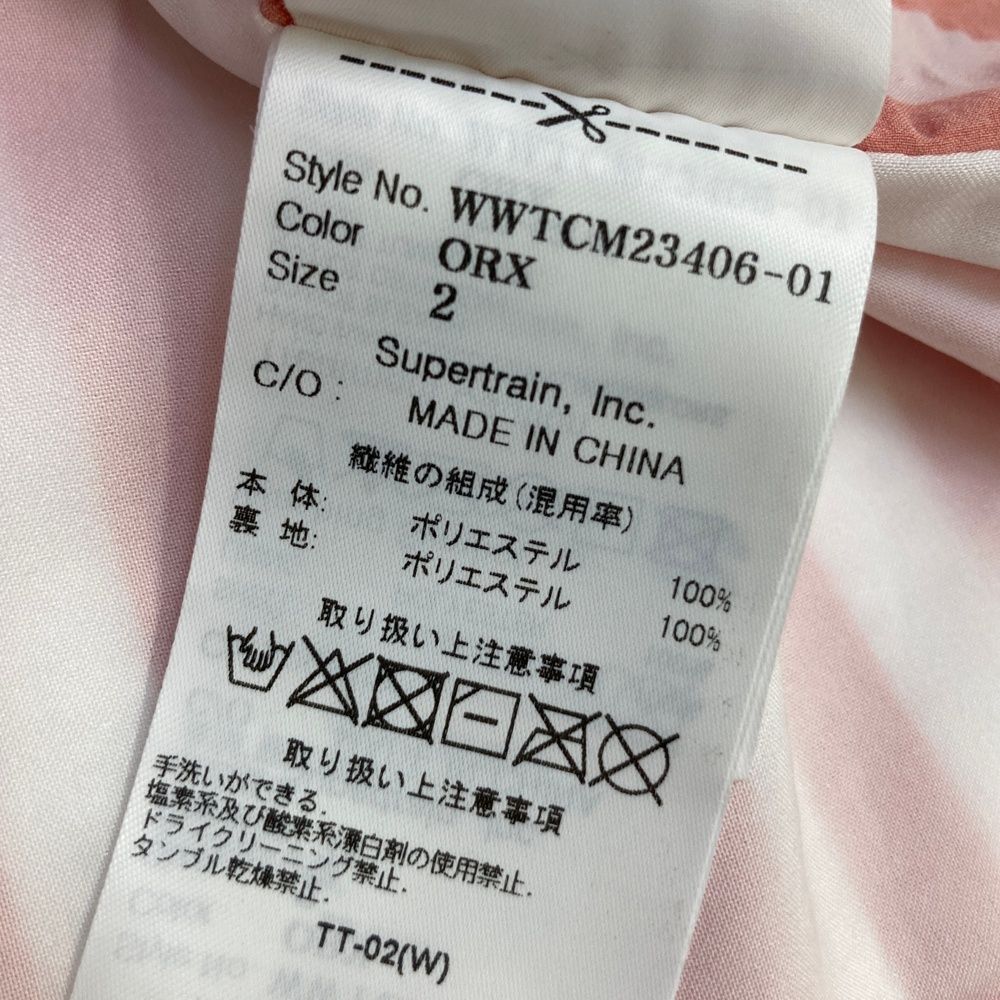 Style No. WWTCM23406-01
Color ORX
Size 2
Supertrain, Inc.
C/O : MADE IN CHINA
繊維の組成(混用率)
本 体: ポリエステル 100%
裏 地: ポリエステル 100%
取り扱い上注意事項
取り扱い上注意事項
手洗いができる.
塩素系及び酸素系漂白剤の使用禁止.
ドライクリーニング禁止.
タンブル乾燥禁止.
TT-02(W)